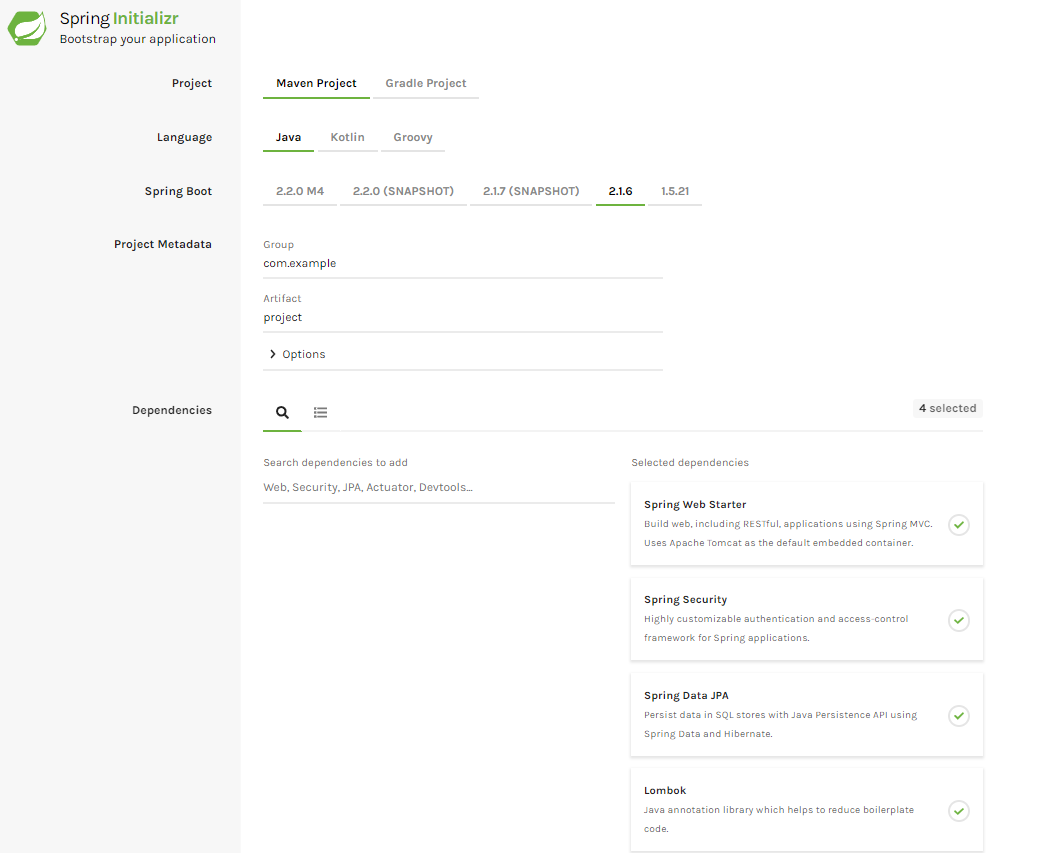 Spring Initializr
Bootstrap your application
Project
Maven Project
Gradle Project
Language
Java
Kotlin
Groovy
Spring Boot
2.2.0 M4
2.2.0 (SNAPSHOT)
2.1.7 (SNAPSHOT)
2.1.6
1.5.21
Project Metadata
Group
com.example
Artifact
project
Options
Dependencies
4 selected
Search dependencies to add
Web, Security, JPA, Actuator, Devtools...
Selected dependencies
Spring Web Starter
Build web, including RESTful, applications using Spring MVC.
Uses Apache Tomcat as the default embedded container.
Spring Security
Highly customizable authentication and access-control
framework for Spring applications.
Spring Data JPA
Persist data in SQL stores with Java Persistence API using
Spring Data and Hibernate.
Lombok
Java annotation library which helps to reduce boilerplate
code.